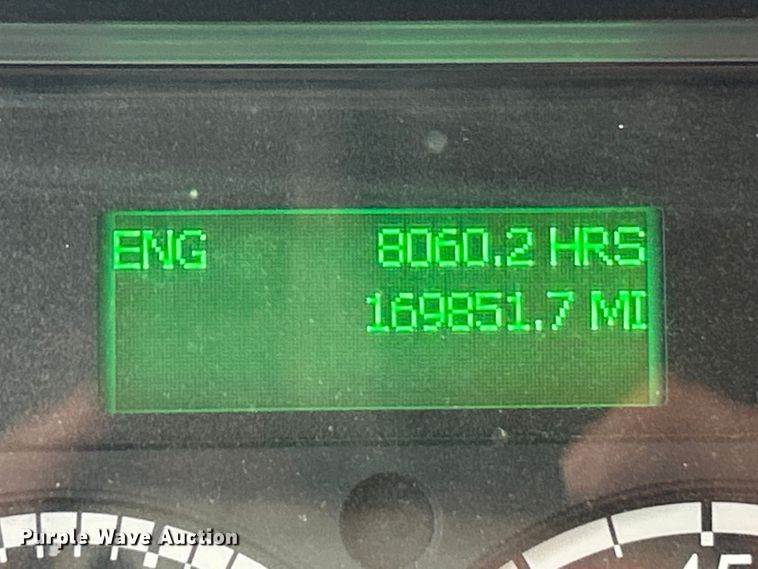 ENG 8060.2 HRS
169851.7 MI
Purple Wave Auction